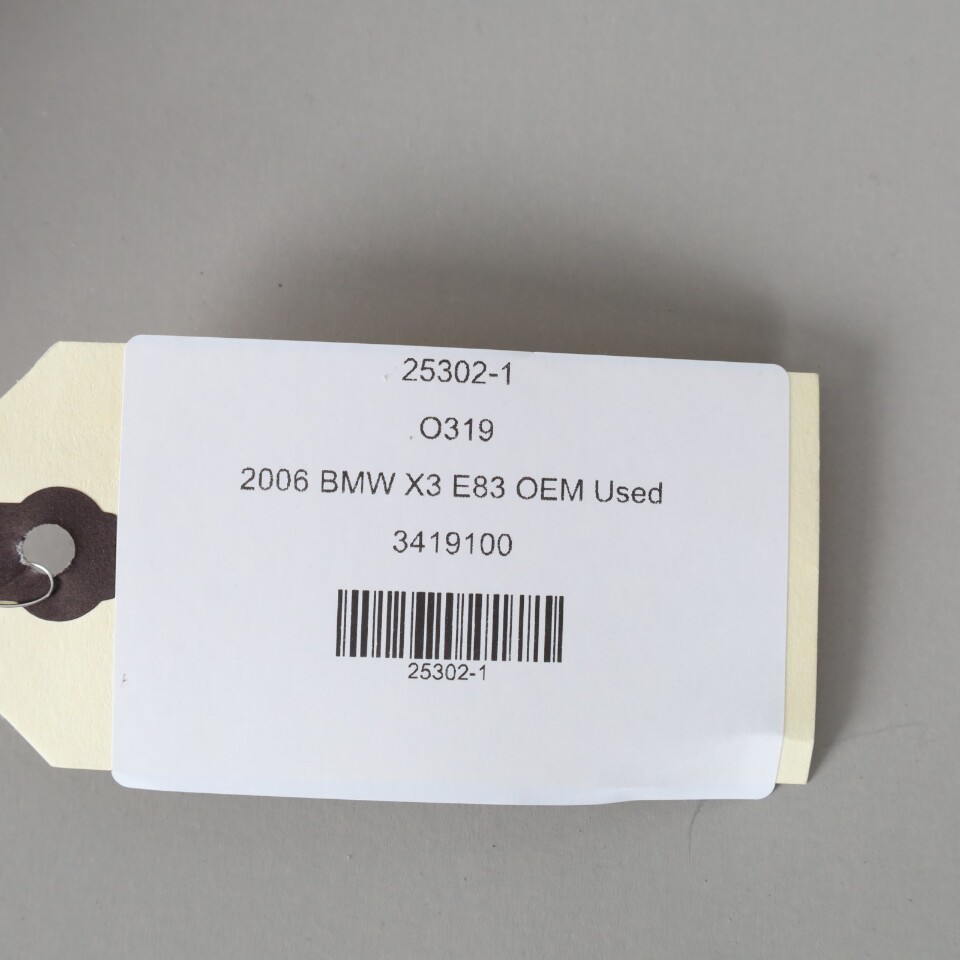 25302-1
O319
2006 BMW X3 E83 OEM Used
3419100
25302-1